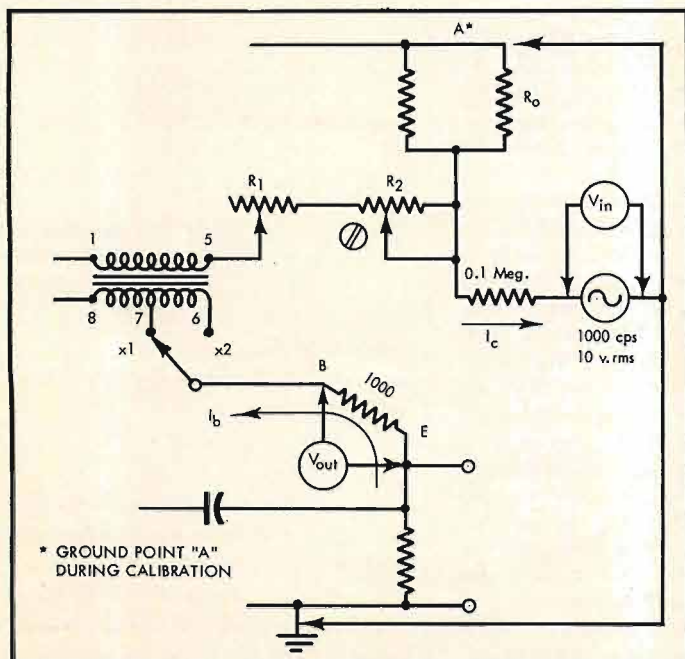 A*
Ro
R1
R2
Vin
1
5
0.1 Meg.
8
7
6
Ic
1000 cps
10 v. rms
x1
x2
B
1000
Ib
E
Vout
* GROUND POINT "A"
DURING CALIBRATION